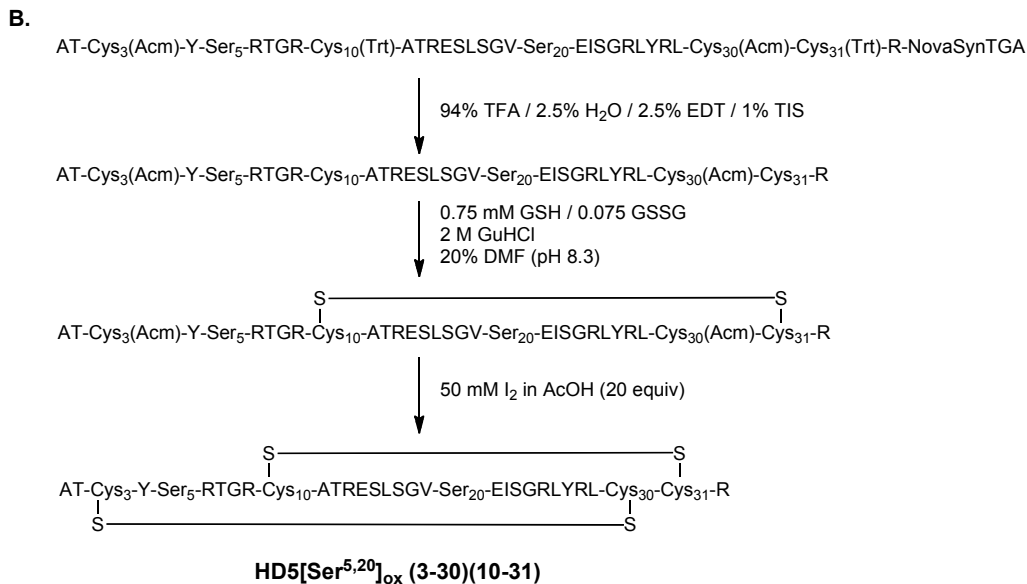 B.
AT-Cys₃(Acm)-Y-Ser₅-RTGR-Cys₁₀(Trt)-ATRESLSGV-Ser₂₀-EISGRLYRL-Cys₃₀(Acm)-Cys₃₁(Trt)-R-NovaSynTGA
94% TFA / 2.5% H₂O / 2.5% EDT / 1% TIS
AT-Cys₃(Acm)-Y-Ser₅-RTGR-Cys₁₀-ATRESLSGV-Ser₂₀-EISGRLYRL-Cys₃₀(Acm)-Cys₃₁-R
0.75 mM GSH / 0.075 GSSG
2 M GuHCl
20% DMF (pH 8.3)
S S
AT-Cys₃(Acm)-Y-Ser₅-RTGR-Cys₁₀-ATRESLSGV-Ser₂₀-EISGRLYRL-Cys₃₀(Acm)-Cys₃₁-R
50 mM I₂ in AcOH (20 equiv)
S S
AT-Cys₃-Y-Ser₅-RTGR-Cys₁₀-ATRESLSGV-Ser₂₀-EISGRLYRL-Cys₃₀-Cys₃₁-R
S S
HD5[Ser⁵,²⁰]ₒₓ (3-30)(10-31)